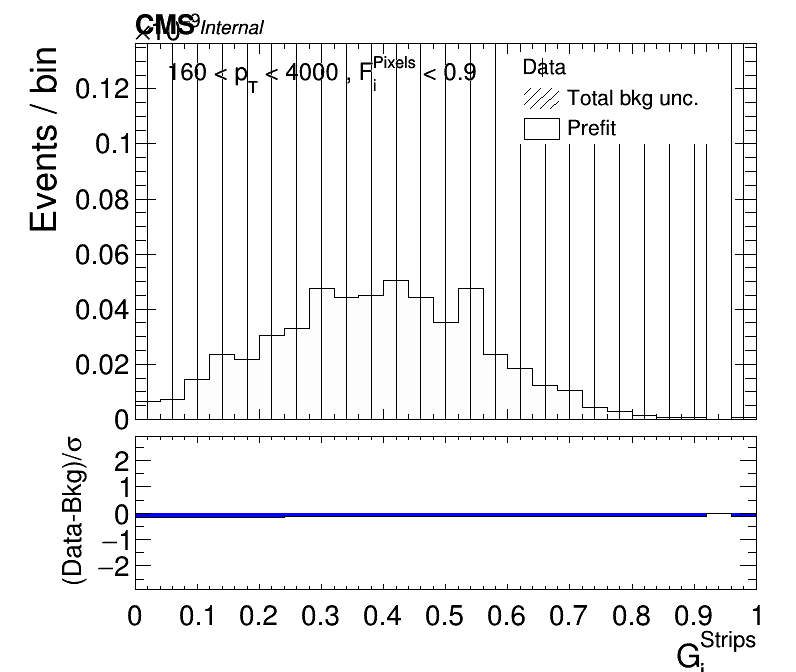 CMS Internal
×10⁹
160 < p_T < 4000 , F_i^Pixels < 0.9
Data
Total bkg unc.
Prefit
Events / bin
0.12
0.1
0.08
0.06
0.04
0.02
0
(Data-Bkg)/σ
2
1
0
−1
−2
0 0.1 0.2 0.3 0.4 0.5 0.6 0.7 0.8 0.9 1
G_i^Strips